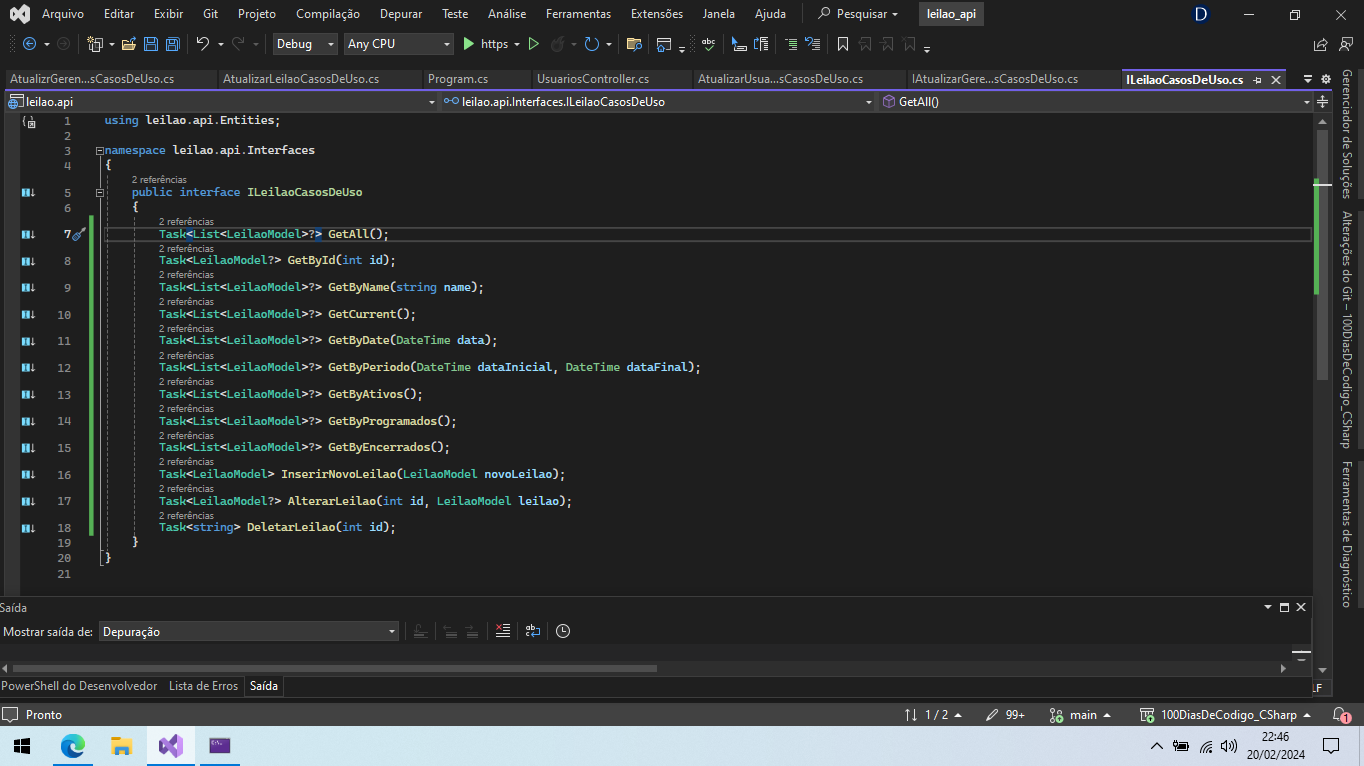 Arquivo Editar Exibir Git Projeto Compilação Depurar Teste Análise Ferramentas Extensões Janela Ajuda Pesquisar leilao_api D
Debug Any CPU https
AtualizrGeren...sCasosDeUso.cs AtualizarLeilaoCasosDeUso.cs Program.cs UsuariosController.cs AtualizarUsua...sCasosDeUso.cs IAtualizarGere...sCasosDeUso.cs ILeilaoCasosDeUso.cs
leilao.api leilao.api.Interfaces.ILeilaoCasosDeUso GetAll()
1 using leilao.api.Entities;
2
3 namespace leilao.api.Interfaces
4 {
2 referências
5 public interface ILeilaoCasosDeUso
6 {
2 referências
7 Task<List<LeilaoModel>?> GetAll();
2 referências
8 Task<LeilaoModel?> GetById(int id);
2 referências
9 Task<List<LeilaoModel>?> GetByName(string name);
2 referências
10 Task<List<LeilaoModel>?> GetCurrent();
2 referências
11 Task<List<LeilaoModel>?> GetByDate(DateTime data);
2 referências
12 Task<List<LeilaoModel>?> GetByPeriodo(DateTime dataInicial, DateTime dataFinal);
2 referências
13 Task<List<LeilaoModel>?> GetByAtivos();
2 referências
14 Task<List<LeilaoModel>?> GetByProgramados();
2 referências
15 Task<List<LeilaoModel>?> GetByEncerrados();
2 referências
16 Task<LeilaoModel> InserirNovoLeilao(LeilaoModel novoLeilao);
2 referências
17 Task<LeilaoModel?> AlterarLeilao(int id, LeilaoModel leilao);
2 referências
18 Task<string> DeletarLeilao(int id);
19 }
20 }
21
Gerenciador de Soluções
Alterações do Git – 100DiasDeCodigo_CSharp
Ferramentas de Diagnóstico
Saída
Mostrar saída de: Depuração
PowerShell do Desenvolvedor Lista de Erros Saída LF
Pronto 1 / 2 99+ main 100DiasDeCodigo_CSharp 1
22:46
20/02/2024